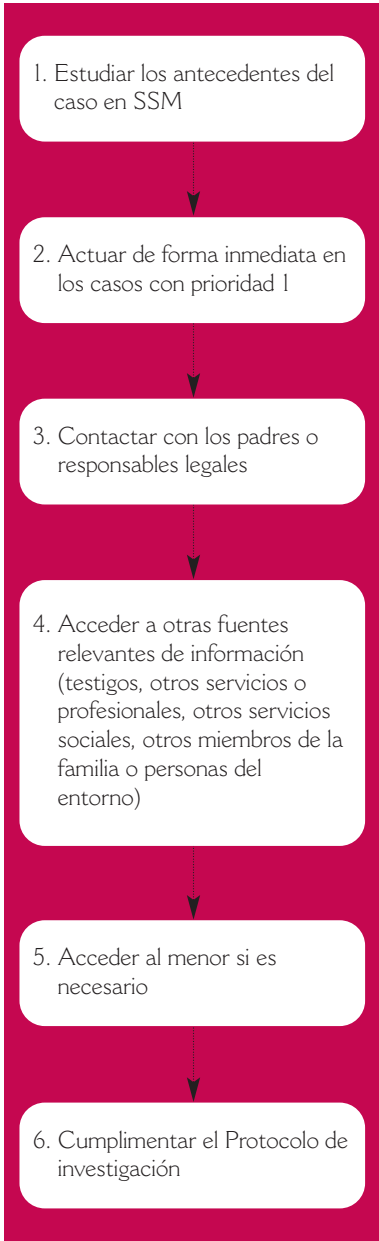 1. Estudiar los antecedentes del
caso en SSM
2. Actuar de forma inmediata en
los casos con prioridad 1
3. Contactar con los padres o
responsables legales
4. Acceder a otras fuentes
relevantes de información
(testigos, otros servicios o
profesionales, otros servicios
sociales, otros miembros de la
familia o personas del
entorno)
5. Acceder al menor si es
necesario
6. Cumplimentar el Protocolo de
investigación